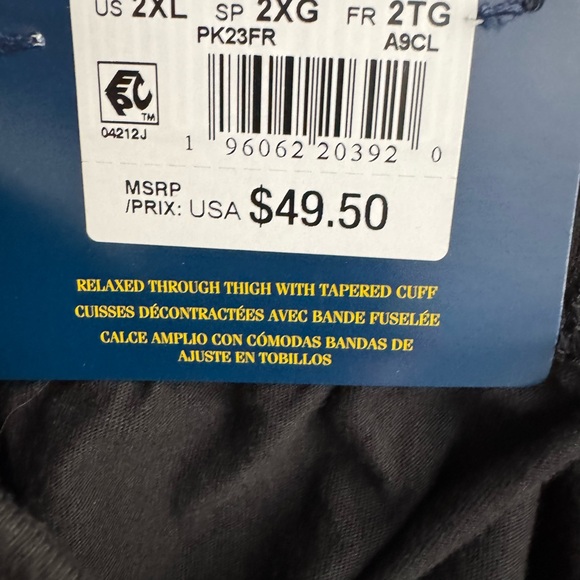 US 2XL SP 2XG FR 2TG
PK23FR A9CL
EPC TM
04212J
1 96062 20392 0
MSRP
/PRIX: USA $49.50
RELAXED THROUGH THIGH WITH TAPERED CUFF
CUISSES DÉCONTRACTÉES AVEC BANDE FUSELÉE
CALCE AMPLIO CON CÓMODAS BANDAS DE
AJUSTE EN TOBILLOS